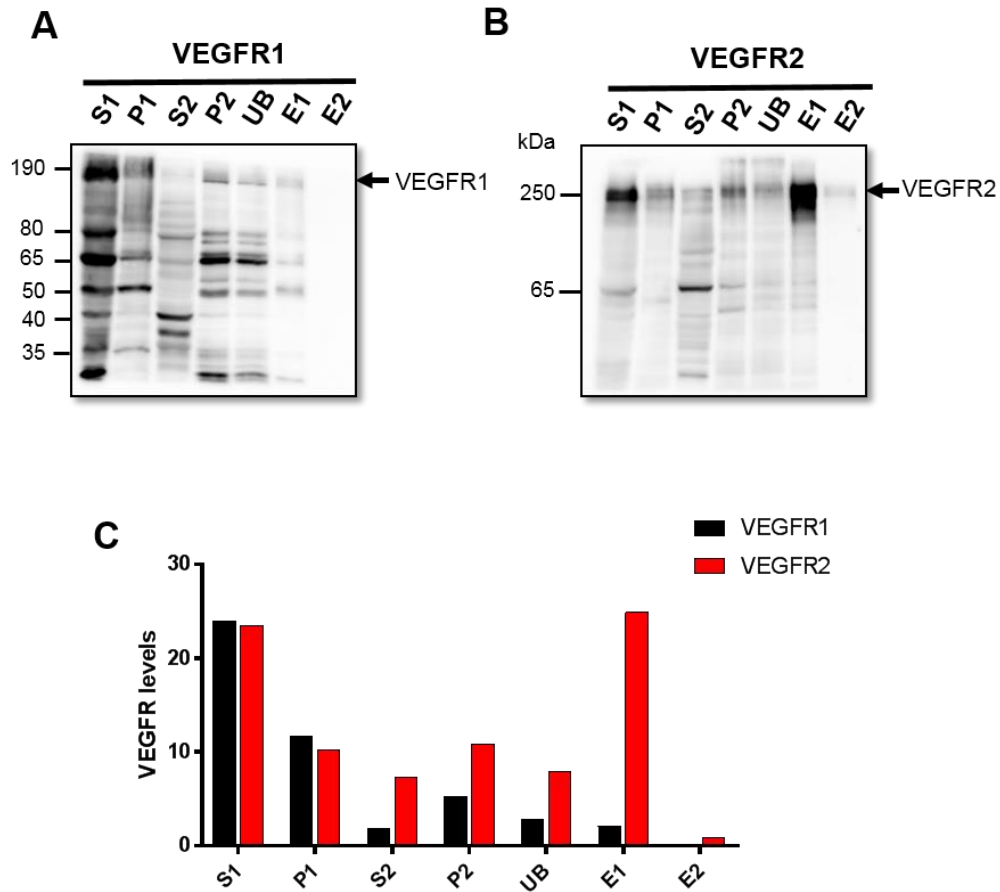 A
VEGFR1
S1 P1 S2 P2 UB E1 E2
190
80
65
50
40
35
VEGFR1
B
VEGFR2
S1 P1 S2 P2 UB E1 E2
kDa
250
65
VEGFR2
C
VEGFR1
VEGFR2
VEGFR levels
30
20
10
0
S1 P1 S2 P2 UB E1 E2